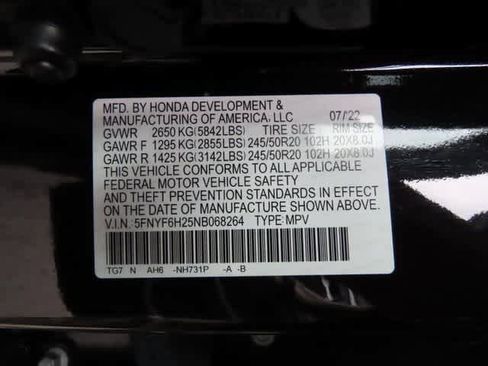 MFD. BY HONDA DEVELOPMENT &
MANUFACTURING OF AMERICA, LLC 07/22
GVWR 2650 KG(5842LBS) TIRE SIZE RIM SIZE
GAWR F 1295 KG(2855LBS) 245/50R20 102H 20X8.0J
GAWR R 1425 KG(3142LBS) 245/50R20 102H 20X8.0J
THIS VEHICLE CONFORMS TO ALL APPLICABLE
FEDERAL MOTOR VEHICLE SAFETY
AND THEFT PREVENTION STANDARDS IN EFFECT
ON THE DATE OF MANUFACTURE SHOWN ABOVE.
V.I.N. 5FNYF6H25NB068264 TYPE MPV
TG7 N AH6 -NH731P -A -B